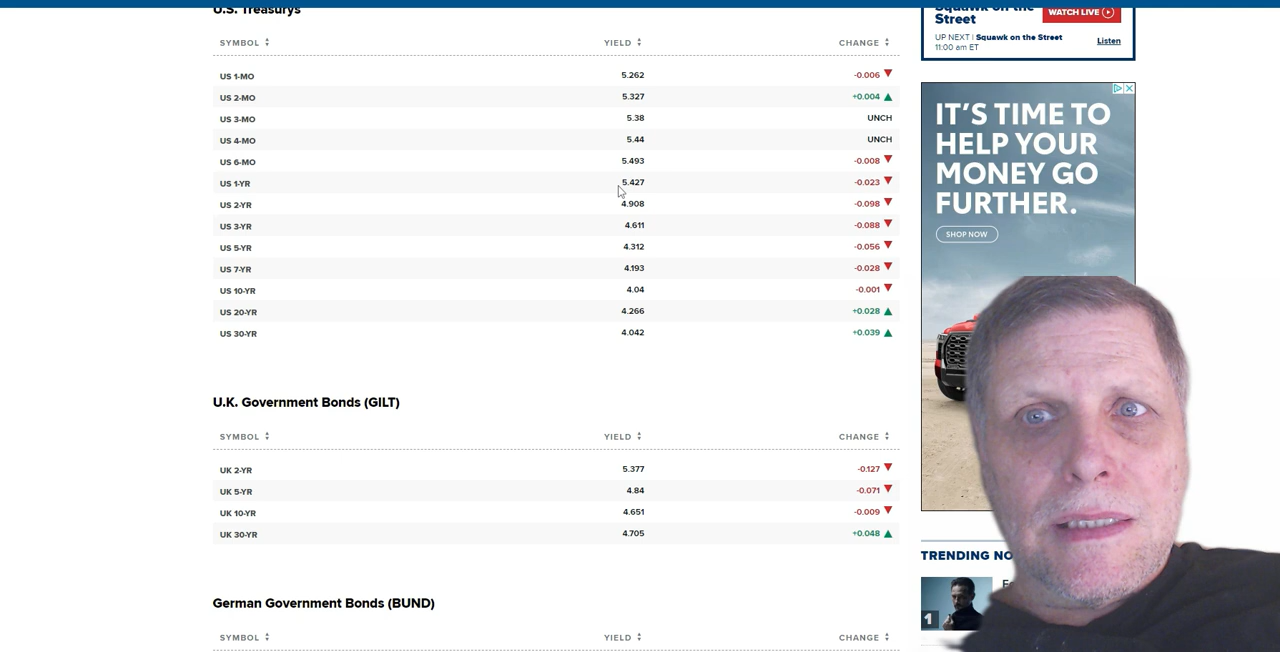 U.S. Treasurys
SYMBOL YIELD CHANGE
US 1-MO 5.262 -0.006
US 2-MO 5.327 +0.004
US 3-MO 5.38 UNCH
US 4-MO 5.44 UNCH
US 6-MO 5.493 -0.008
US 1-YR 5.427 -0.023
US 2-YR 4.908 -0.098
US 3-YR 4.611 -0.088
US 5-YR 4.312 -0.056
US 7-YR 4.193 -0.028
US 10-YR 4.04 -0.001
US 20-YR 4.266 +0.028
US 30-YR 4.042 +0.039
U.K. Government Bonds (GILT)
SYMBOL YIELD CHANGE
UK 2-YR 5.377 -0.127
UK 5-YR 4.84 -0.071
UK 10-YR 4.651 -0.009
UK 30-YR 4.705 +0.048
German Government Bonds (BUND)
SYMBOL YIELD CHANGE
Squawk on the
Street
WATCH LIVE
UP NEXT | Squawk on the Street
11:00 am ET
Listen
IT'S TIME TO
HELP YOUR
MONEY GO
FURTHER.
SHOP NOW
TRENDING NO
1